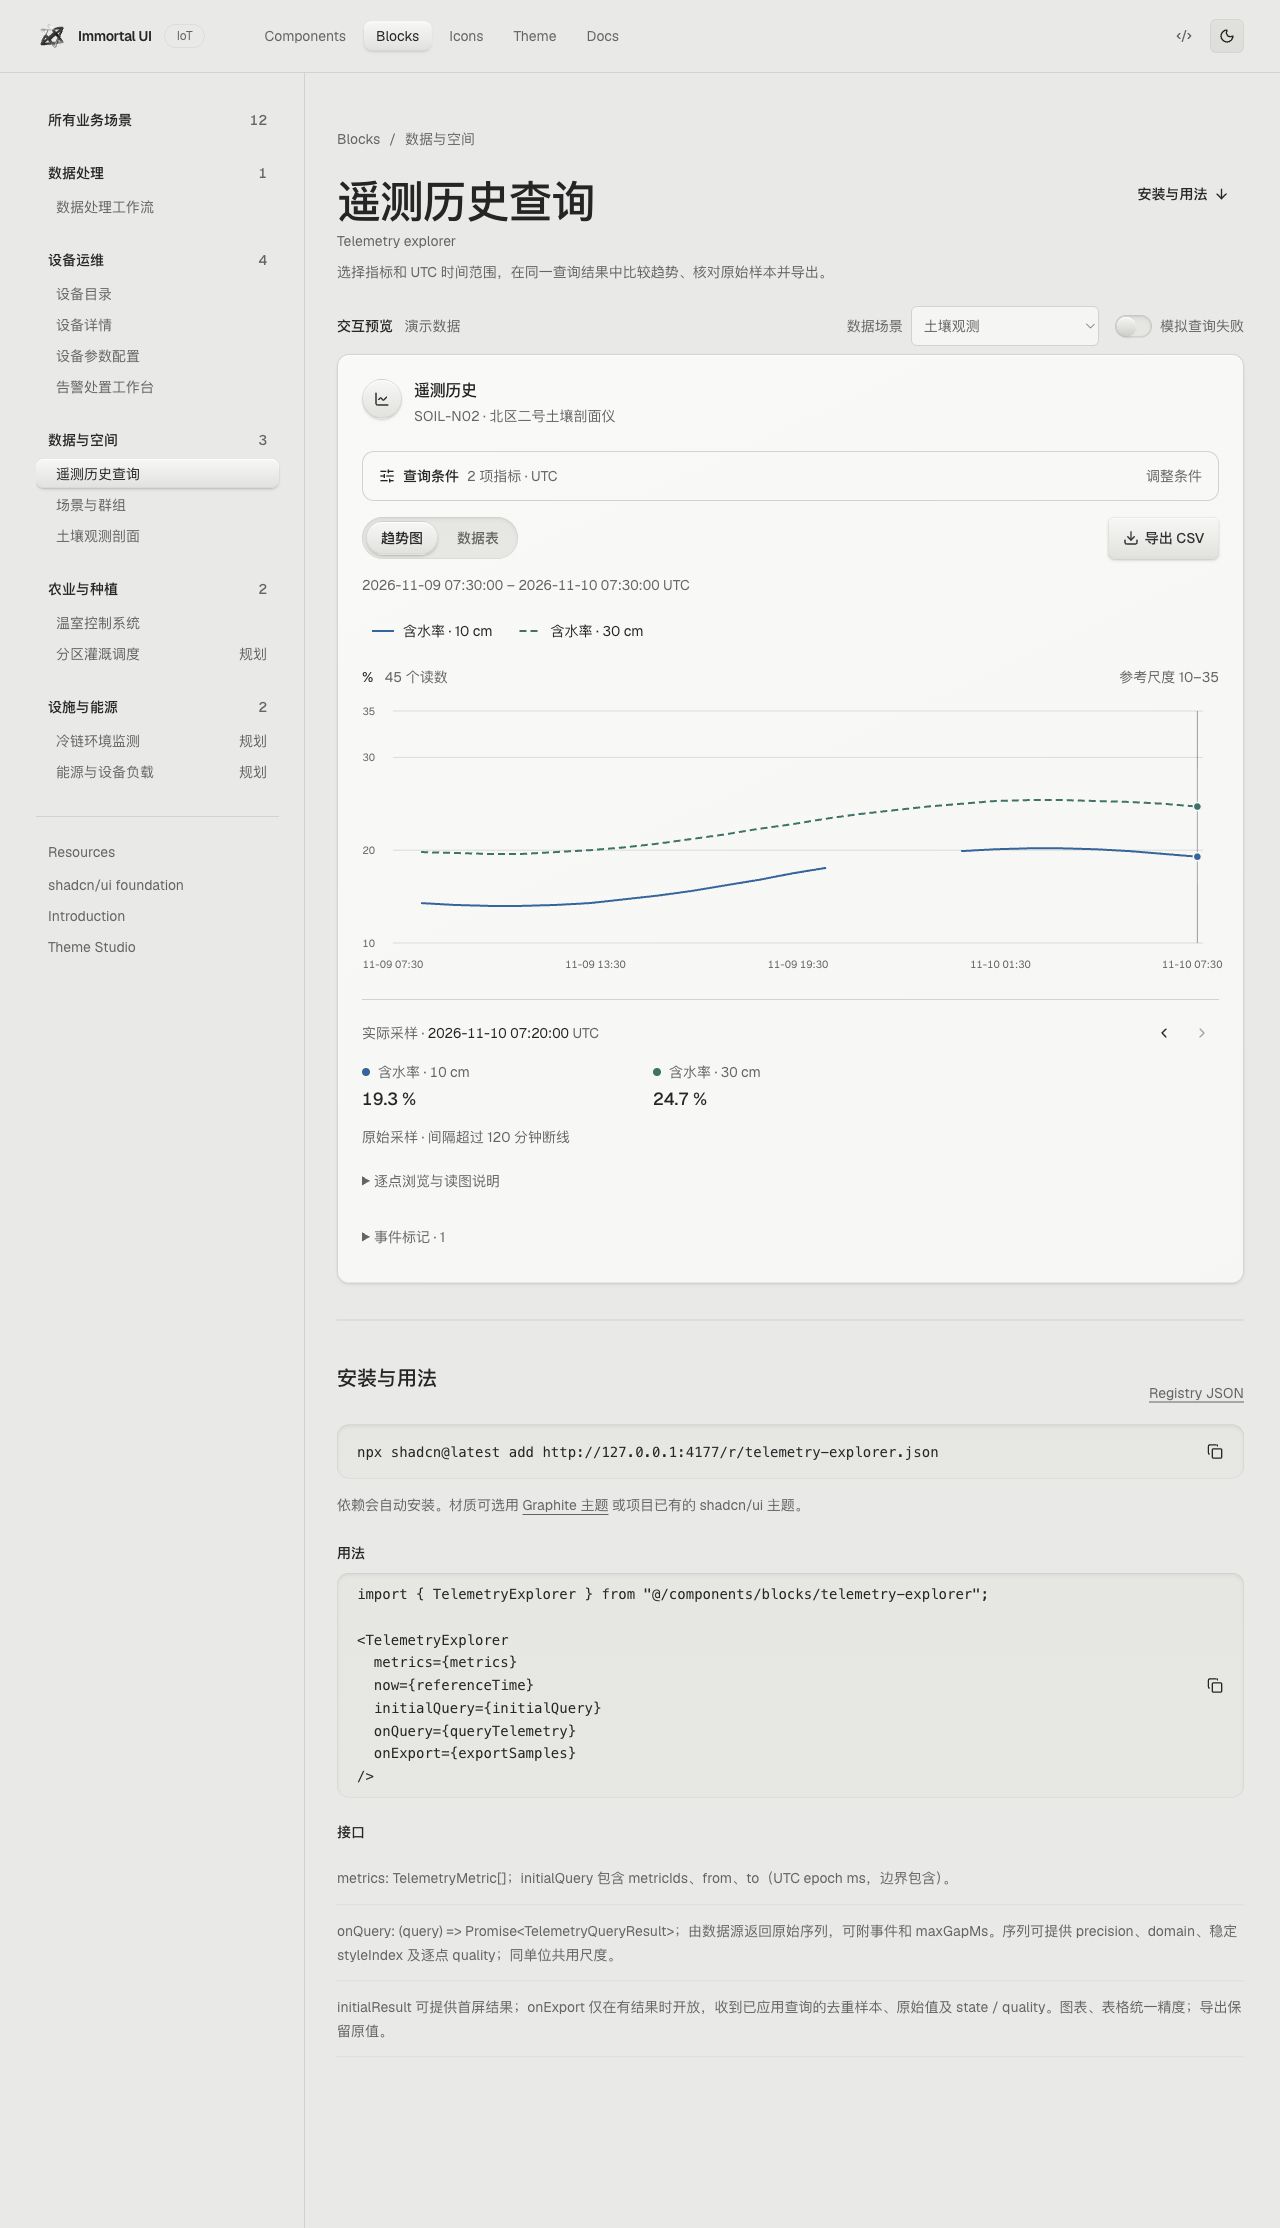 Immortal UI
IoT
Components
Blocks
Icons
Theme
Docs
所有业务场景 12
数据处理 1
数据处理工作流
设备运维 4
设备目录
设备详情
设备参数配置
告警处置工作台
数据与空间 3
遥测历史查询
场景与群组
土壤观测剖面
农业与种植 2
温室控制系统
分区灌溉调度 规划
设施与能源 2
冷链环境监测 规划
能源与设备负载 规划
Resources
shadcn/ui foundation
Introduction
Theme Studio
Blocks / 数据与空间
遥测历史查询
安装与用法 ↓
Telemetry explorer
选择指标和 UTC 时间范围，在同一查询结果中比较趋势、核对原始样本并导出。
交互预览 演示数据
数据场景 土壤观测 模拟查询失败
遥测历史
SOIL-N02 · 北区二号土壤剖面仪
查询条件 2 项指标 · UTC 调整条件
趋势图 数据表 导出 CSV
2026-11-09 07:30:00 – 2026-11-10 07:30:00 UTC
含水率 · 10 cm 含水率 · 30 cm
% 45 个读数 参考尺度 10–35
35
30
20
10
11-09 07:30 11-09 13:30 11-09 19:30 11-10 01:30 11-10 07:30
实际采样 · 2026-11-10 07:20:00 UTC
含水率 · 10 cm 含水率 · 30 cm
19.3 % 24.7 %
原始采样 · 间隔超过 120 分钟断线
逐点浏览与读图说明
事件标记 · 1
安装与用法
Registry JSON
npx shadcn@latest add http://127.0.0.1:4177/r/telemetry-explorer.json
依赖会自动安装。材质可选用 Graphite 主题 或项目已有的 shadcn/ui 主题。
用法
import { TelemetryExplorer } from "@/components/blocks/telemetry-explorer";
<TelemetryExplorer
metrics={metrics}
now={referenceTime}
initialQuery={initialQuery}
onQuery={queryTelemetry}
onExport={exportSamples}
/>
接口
metrics: TelemetryMetric[]；initialQuery 包含 metricIds、from、to（UTC epoch ms，边界包含）。
onQuery: (query) => Promise<TelemetryQueryResult>；由数据源返回原始序列，可附事件和 maxGapMs。序列可提供 precision、domain、稳定
styleIndex 及逐点 quality；同单位共用尺度。
initialResult 可提供首屏结果；onExport 仅在有结果时开放，收到已应用查询的去重样本、原始值及 state / quality。图表、表格统一精度；导出保
留原值。